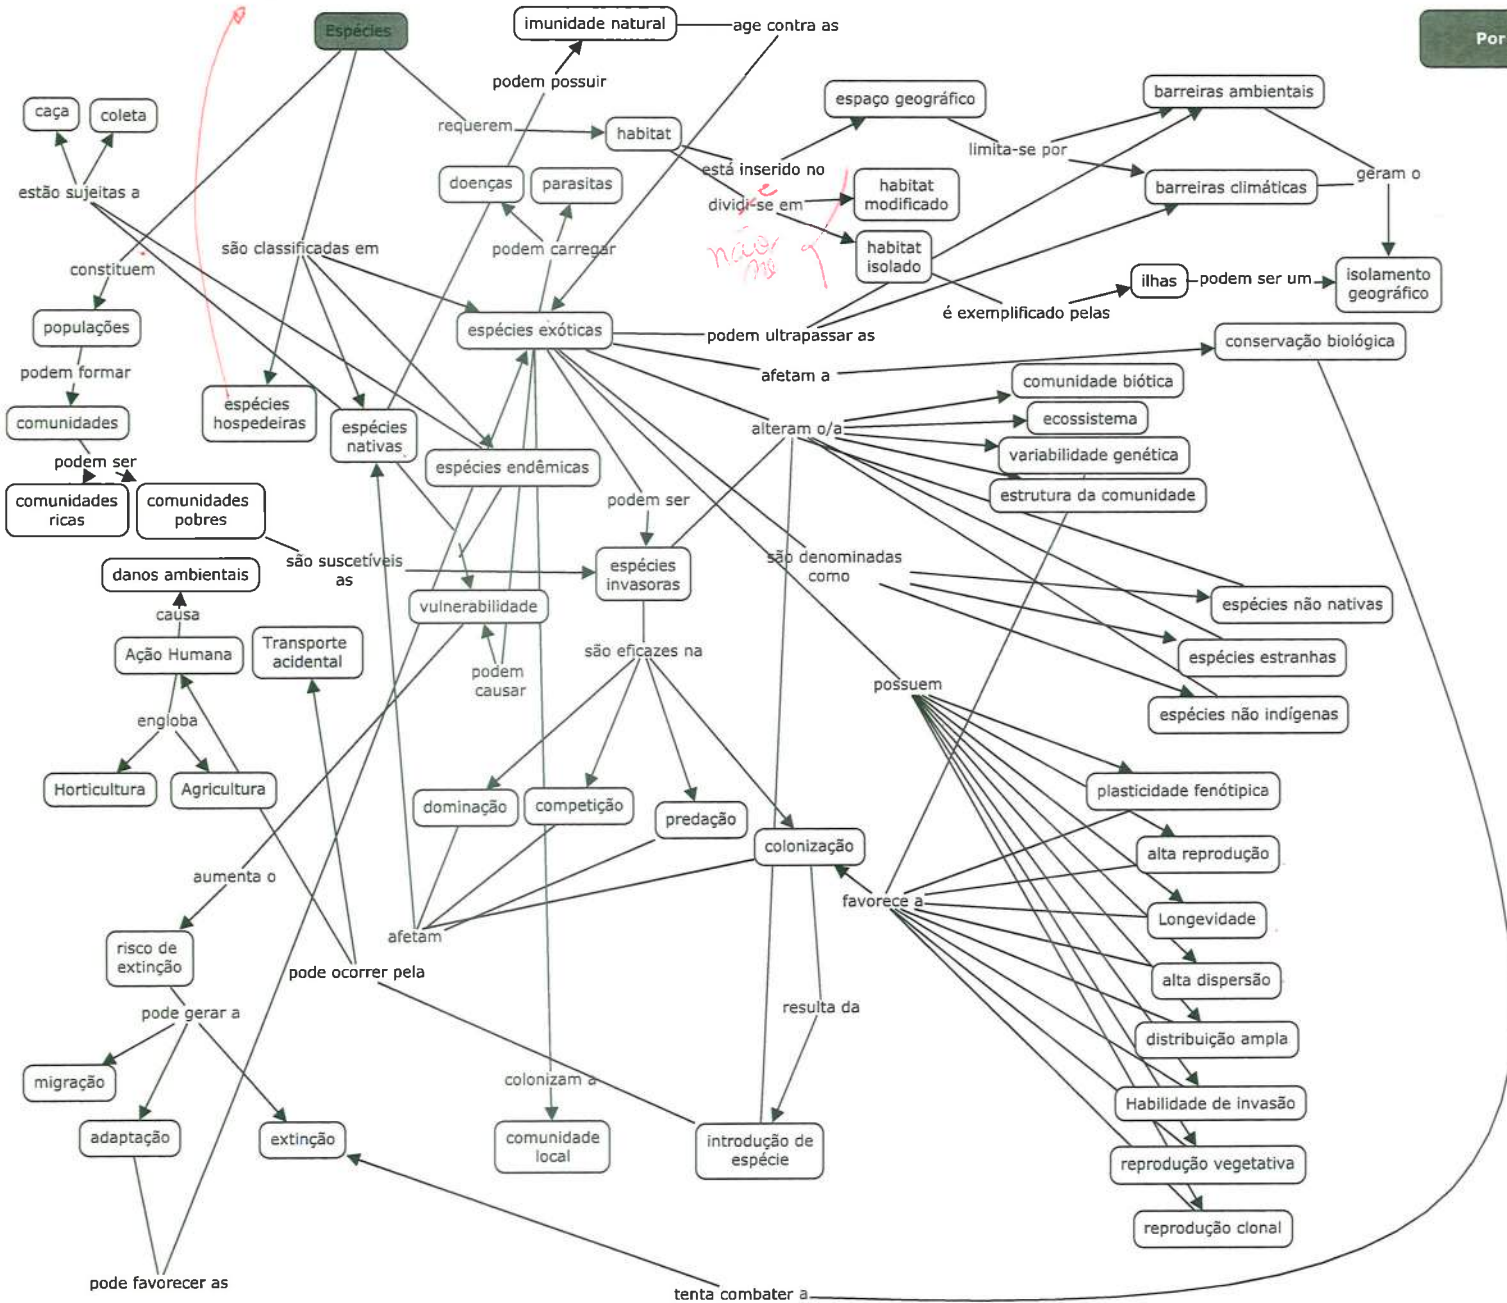 Espécies
imunidade natural
age contra as
Por
podem possuir
caça
coleta
requerem
habitat
espaço geográfico
barreiras ambientais
limita-se por
está inserido no
doenças
parasitas
habitat
modificado
barreiras climáticas
geram o
estão sujeitas a
dividi-se em
e
não
são classificadas em
podem carregar
habitat
isolado
constituem
ilhas
podem ser um
isolamento
geográfico
é exemplificado pelas
populações
espécies exóticas
podem ultrapassar as
conservação biológica
podem formar
afetam a
comunidade biótica
espécies
hospedeiras
comunidades
espécies
nativas
alteram o/a
ecossistema
variabilidade genética
podem ser
espécies endêmicas
estrutura da comunidade
comunidades
ricas
comunidades
pobres
podem ser
são suscetíveis
as
espécies
invasoras
são denominadas
como
danos ambientais
causa
vulnerabilidade
espécies não nativas
Ação Humana
Transporte
acidental
são eficazes na
podem
causar
espécies estranhas
possuem
espécies não indígenas
engloba
Horticultura
Agricultura
dominação
competição
predação
plasticidade fenótipica
colonização
alta reprodução
aumenta o
favorece a
Longevidade
afetam
risco de
extinção
pode ocorrer pela
alta dispersão
pode gerar a
resulta da
distribuição ampla
migração
colonizam a
Habilidade de invasão
adaptação
extinção
comunidade
local
introdução de
espécie
reprodução vegetativa
reprodução clonal
pode favorecer as
tenta combater a